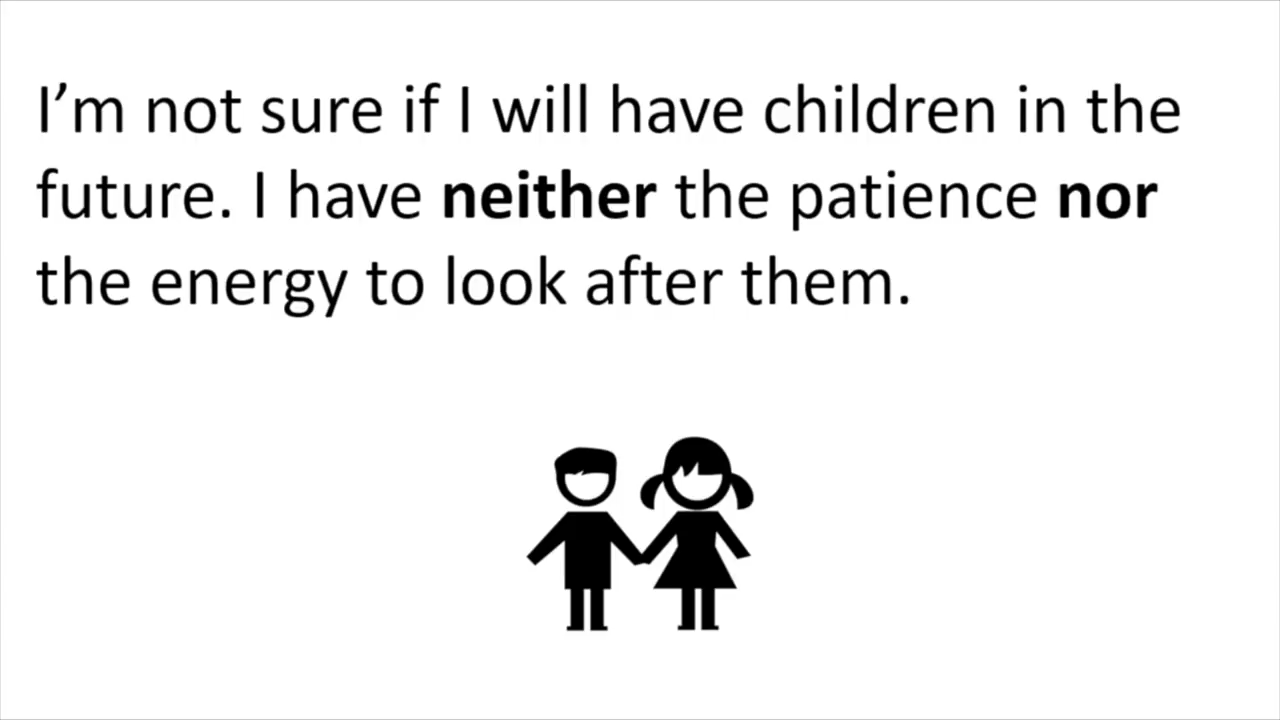 I’m not sure if I will have children in the
future. I have neither the patience nor
the energy to look after them.